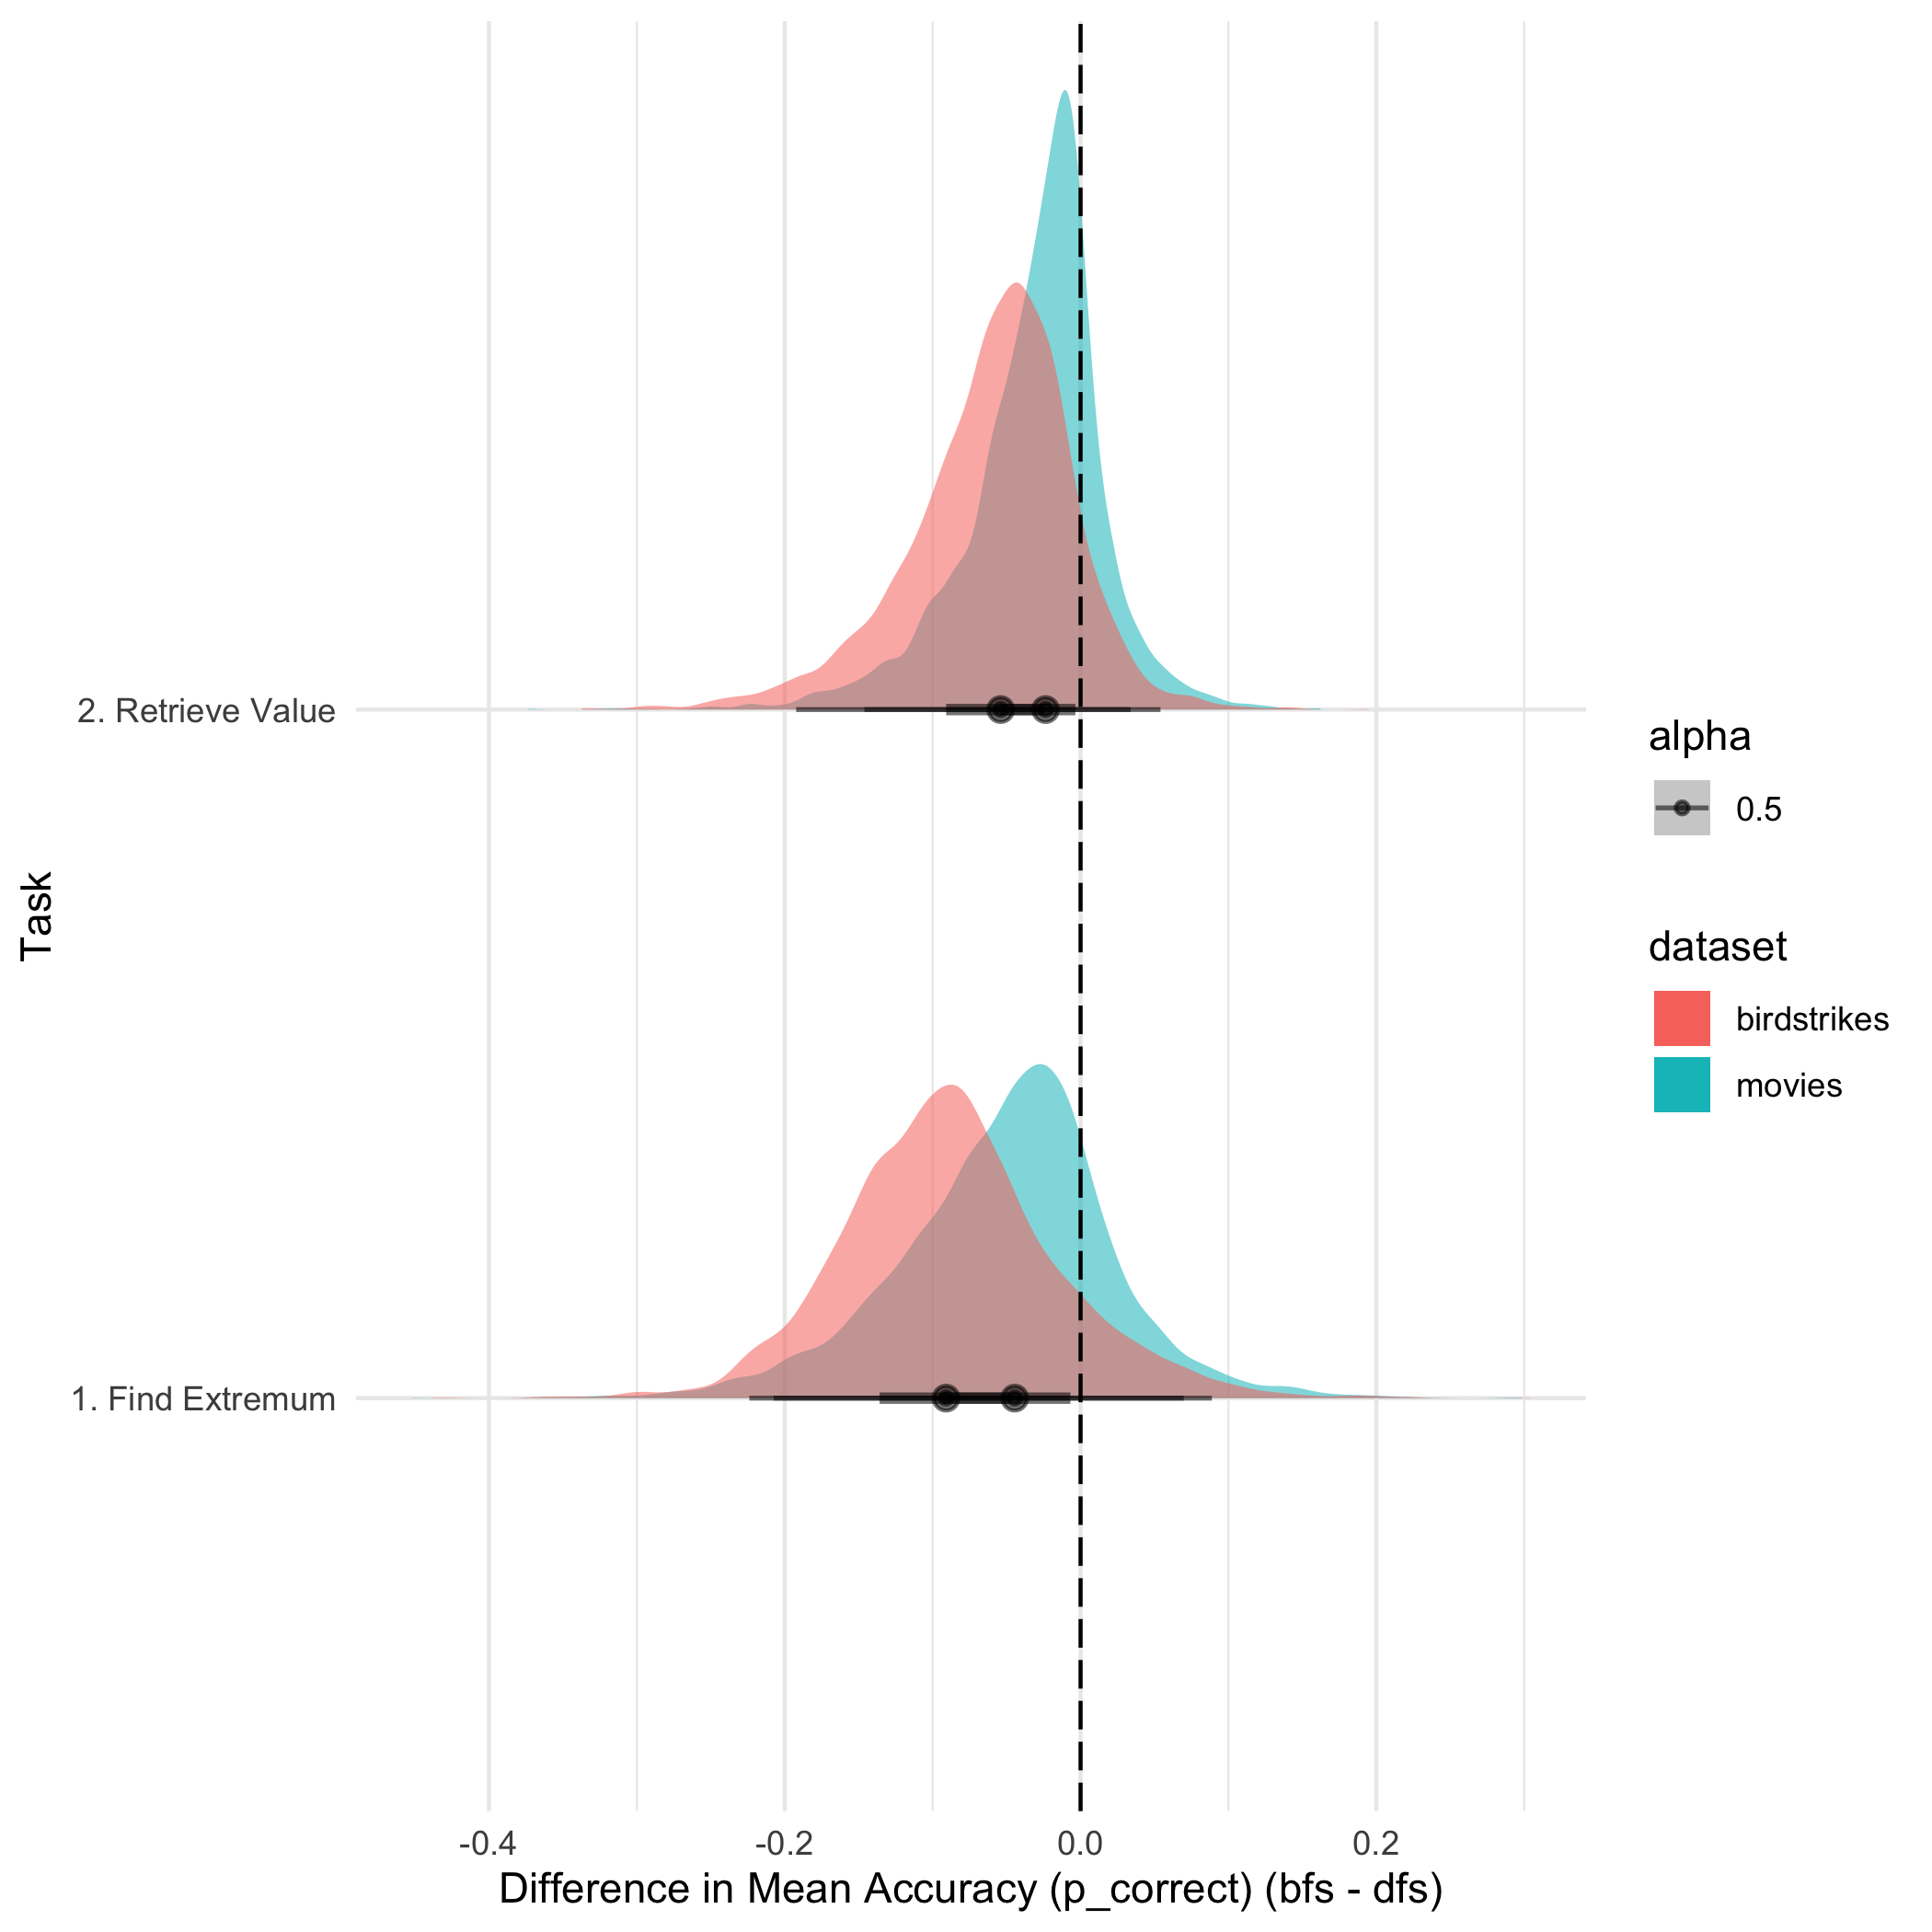 2. Retrieve Value
1. Find Extremum
Task
-0.4
-0.2
0.0
0.2
Difference in Mean Accuracy (p_correct) (bfs - dfs)
alpha
0.5
dataset
birdstrikes
movies